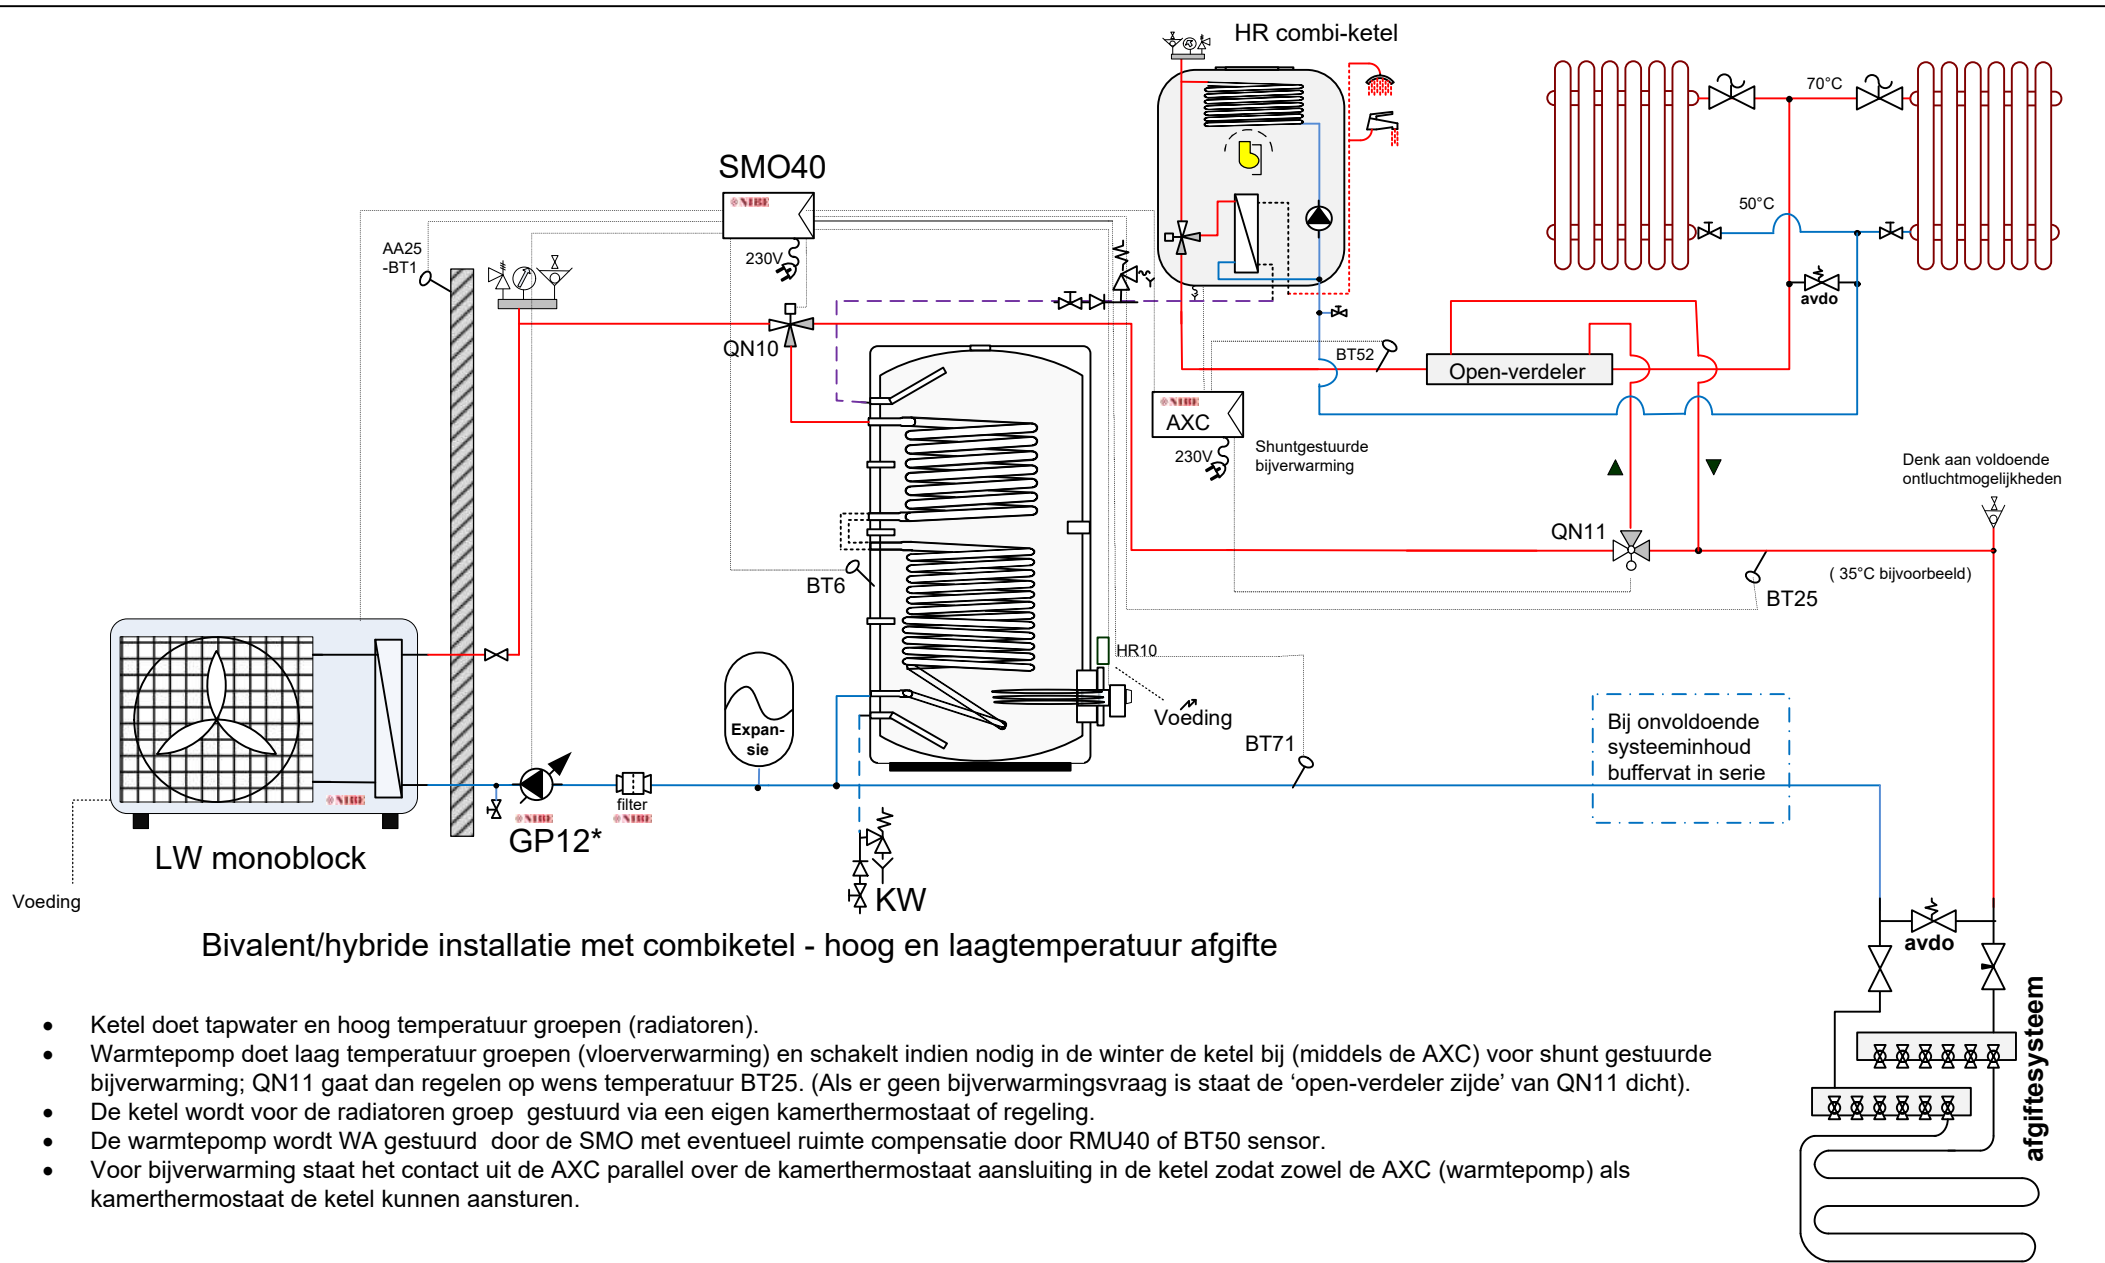 HR combi-ketel
70°C
50°C
avdo
SMO40
NIBE
230V
AA25
-BT1
QN10
BT52
Open-verdeler
NIBE
AXC
230V
Shuntgestuurde
bijverwarming
Denk aan voldoende
ontluchtmogelijkheden
QN11
( 35°C bijvoorbeeld)
BT25
BT6
HR10
Voeding
Expan-
sie
BT71
Bij onvoldoende
systeeminhoud
buffervat in serie
NIBE
filter
NIBE
NIBE
GP12*
LW monoblock
Voeding
KW
avdo
afgiftesysteem
Bivalent/hybride installatie met combiketel - hoog en laagtemperatuur afgifte
• Ketel doet tapwater en hoog temperatuur groepen (radiatoren).
• Warmtepomp doet laag temperatuur groepen (vloerverwarming) en schakelt indien nodig in de winter de ketel bij (middels de AXC) voor shunt gestuurde
bijverwarming; QN11 gaat dan regelen op wens temperatuur BT25. (Als er geen bijverwarmingsvraag is staat de ‘open-verdeler zijde’ van QN11 dicht).
• De ketel wordt voor de radiatoren groep gestuurd via een eigen kamerthermostaat of regeling.
• De warmtepomp wordt WA gestuurd door de SMO met eventueel ruimte compensatie door RMU40 of BT50 sensor.
• Voor bijverwarming staat het contact uit de AXC parallel over de kamerthermostaat aansluiting in de ketel zodat zowel de AXC (warmtepomp) als
kamerthermostaat de ketel kunnen aansturen.